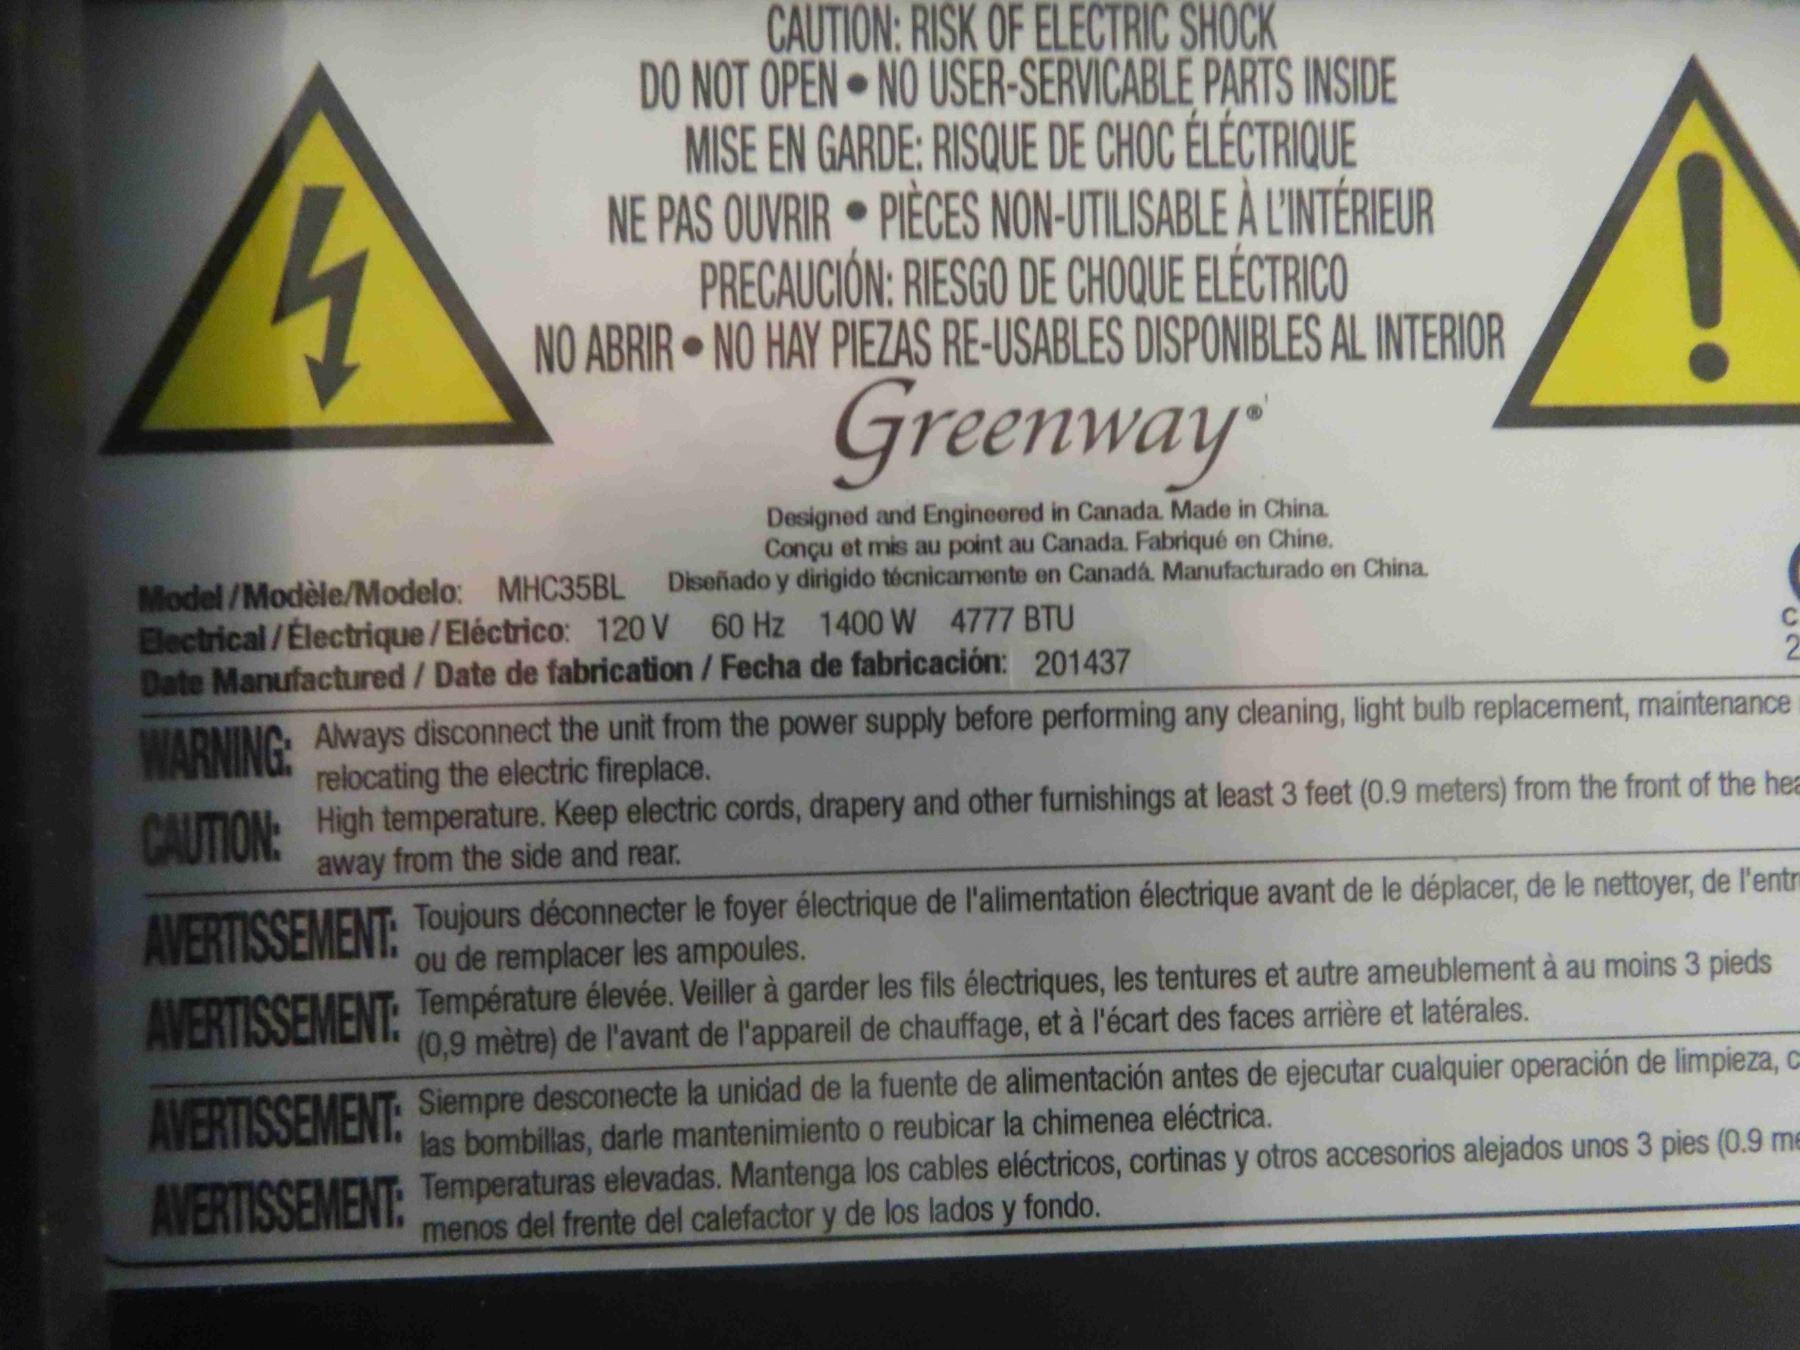 CAUTION: RISK OF ELECTRIC SHOCK
DO NOT OPEN • NO USER-SERVICABLE PARTS INSIDE
MISE EN GARDE: RISQUE DE CHOC ÉLÉCTRIQUE
NE PAS OUVRIR • PIÈCES NON-UTILISABLE À L'INTÉRIEUR
PRECAUCIÓN: RIESGO DE CHOQUE ELÉCTRICO
NO ABRIR • NO HAY PIEZAS RE-USABLES DISPONIBLES AL INTERIOR
Greenway®
Designed and Engineered in Canada. Made in China.
Conçu et mis au point au Canada. Fabriqué en Chine.
Diseñado y dirigido técnicamente en Canadá. Manufacturado en China.
Model / Modèle/Modelo: MHC35BL
Electrical / Électrique / Eléctrico: 120 V 60 Hz 1400 W 4777 BTU
Date Manufactured / Date de fabrication / Fecha de fabricación: 201437
WARNING: Always disconnect the unit from the power supply before performing any cleaning, light bulb replacement, maintenance
relocating the electric fireplace.
CAUTION: High temperature. Keep electric cords, drapery and other furnishings at least 3 feet (0.9 meters) from the front of the
away from the side and rear.
AVERTISSEMENT: Toujours déconnecter le foyer électrique de l'alimentation électrique avant de le déplacer, de le nettoyer, de
ou de remplacer les ampoules.
AVERTISSEMENT: Température élevée. Veiller à garder les fils électriques, les tentures et autre ameublement à au moins 3 pieds
(0,9 mètre) de l'avant de l'appareil de chauffage, et à l'écart des faces arrière et latérales.
AVERTISSEMENT: Siempre desconecte la unidad de la fuente de alimentación antes de ejecutar cualquier operación de limpieza,
las bombillas, darle mantenimiento o reubicar la chimenea eléctrica.
AVERTISSEMENT: Temperaturas elevadas. Mantenga los cables eléctricos, cortinas y otros accesorios alejados unos 3 pies (0.9
menos del frente del calefactor y de los lados y fondo.